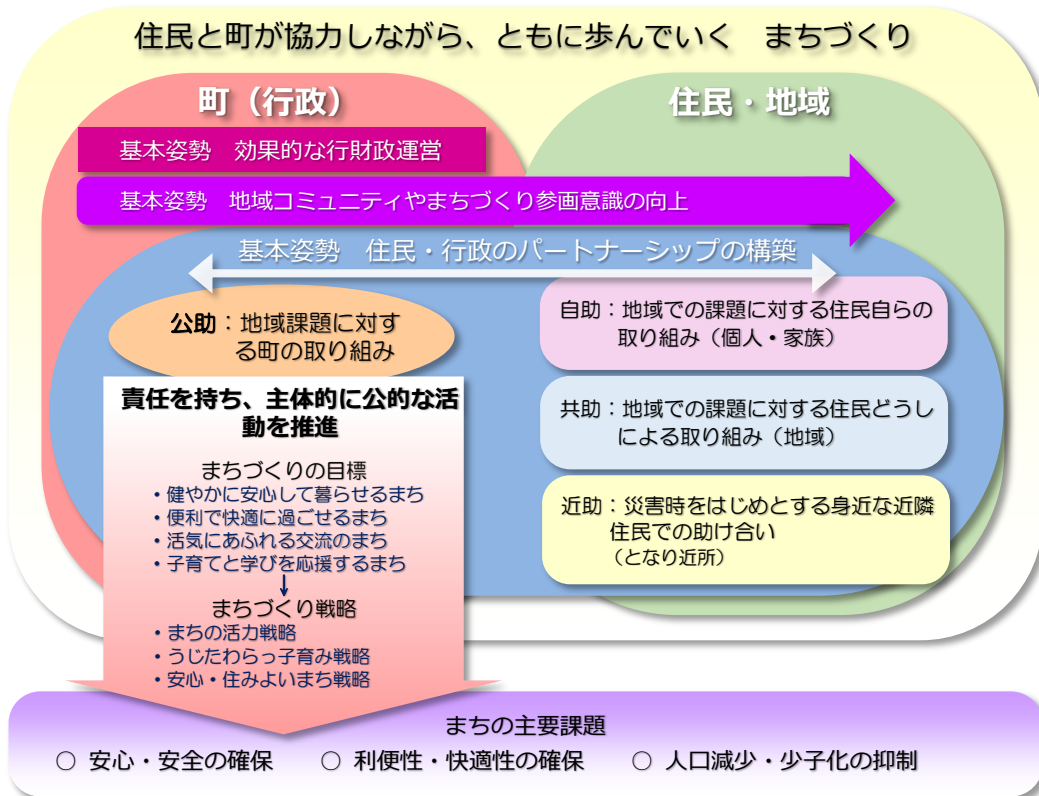 住民と町が協力しながら、ともに歩んでいく　まちづくり
町（行政）
住民・地域
基本姿勢　効果的な行財政運営
基本姿勢　地域コミュニティやまちづくり参画意識の向上
基本姿勢　住民・行政のパートナーシップの構築
公助：地域課題に対す
る町の取り組み
責任を持ち、主体的に公的な活
動を推進
まちづくりの目標
・健やかに安心して暮らせるまち
・便利で快適に過ごせるまち
・活気にあふれる交流のまち
・子育てと学びを応援するまち
↓
まちづくり戦略
・まちの活力戦略
・うじたわらっ子育み戦略
・安心・住みよいまち戦略
自助：地域での課題に対する住民自らの
取り組み（個人・家族）
共助：地域での課題に対する住民どうし
による取り組み（地域）
近助：災害時をはじめとする身近な近隣
住民での助け合い
（となり近所）
まちの主要課題
○ 安心・安全の確保　○ 利便性・快適性の確保　○ 人口減少・少子化の抑制